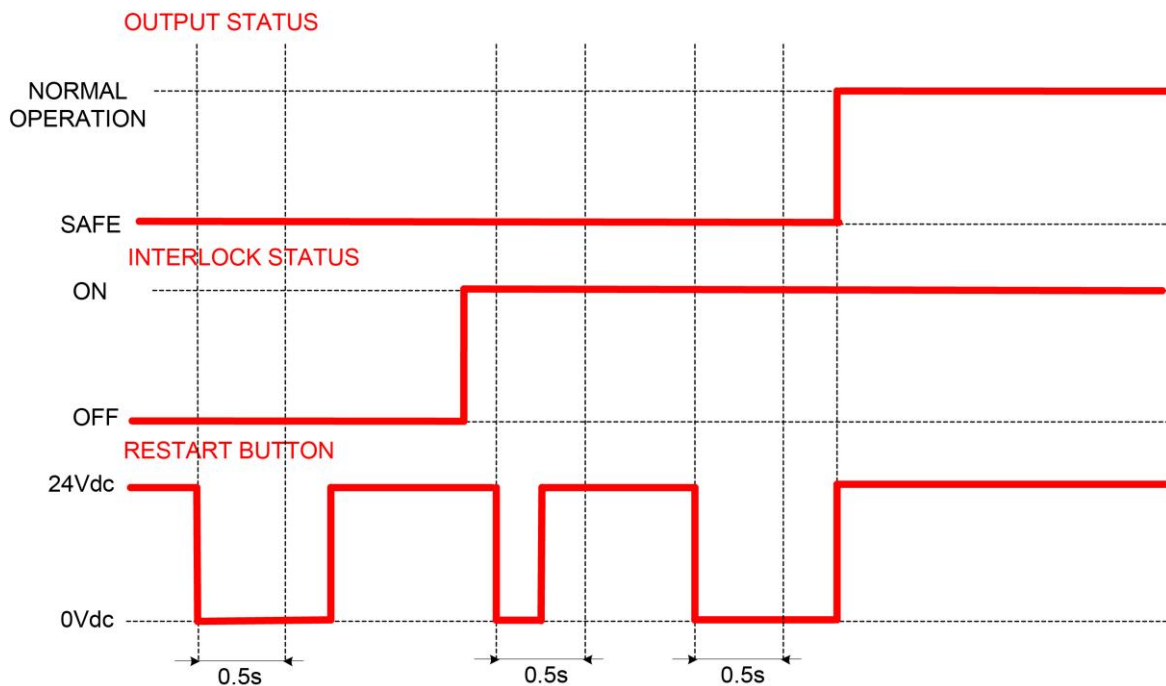 OUTPUT STATUS
NORMAL
OPERATION
SAFE
INTERLOCK STATUS
ON
OFF
RESTART BUTTON
24Vdc
0Vdc
0.5s
0.5s
0.5s